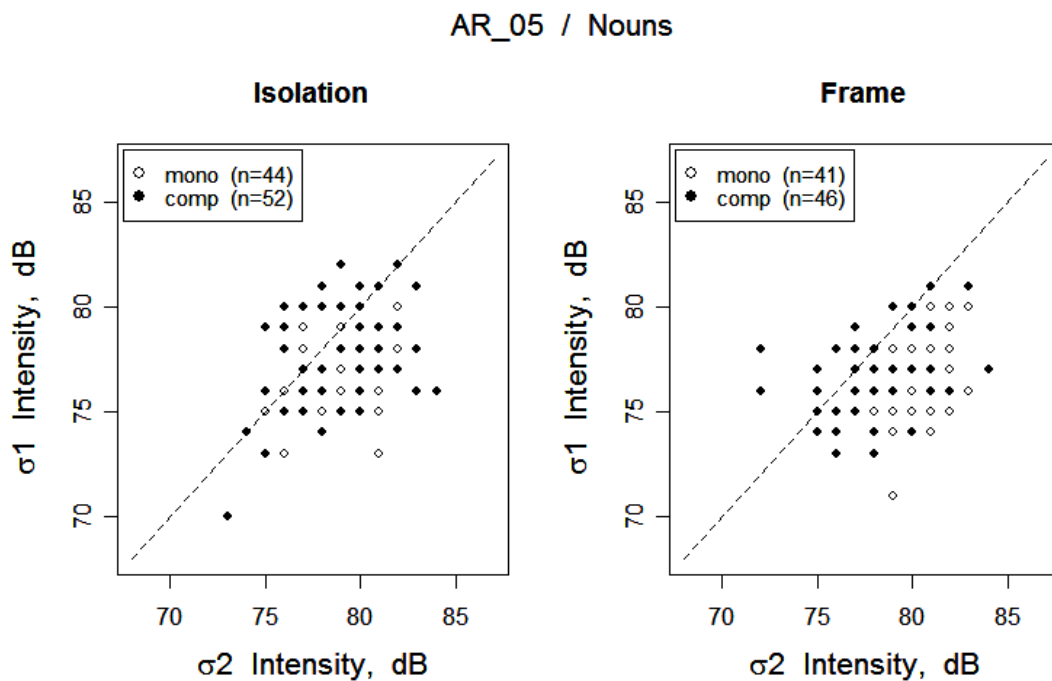 AR_05 / Nouns
Isolation
mono (n=44)
comp (n=52)
85
80
75
70
σ1 Intensity, dB
70 75 80 85
σ2 Intensity, dB
Frame
mono (n=41)
comp (n=46)
85
80
75
70
σ1 Intensity, dB
70 75 80 85
σ2 Intensity, dB